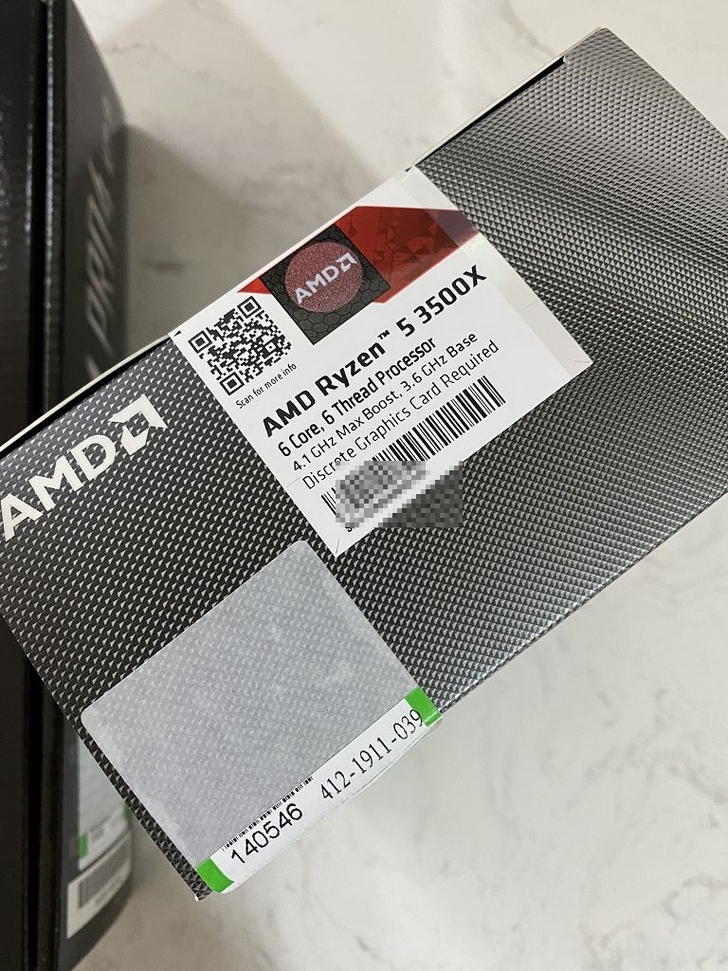 AMD
Scan for more info
AMD Ryzen™ 5 3500X
6 Core, 6 Thread Processor
4.1 GHz Max Boost, 3.6 GHz Base
Discrete Graphics Card Required
AMD
140546
412-1911-039